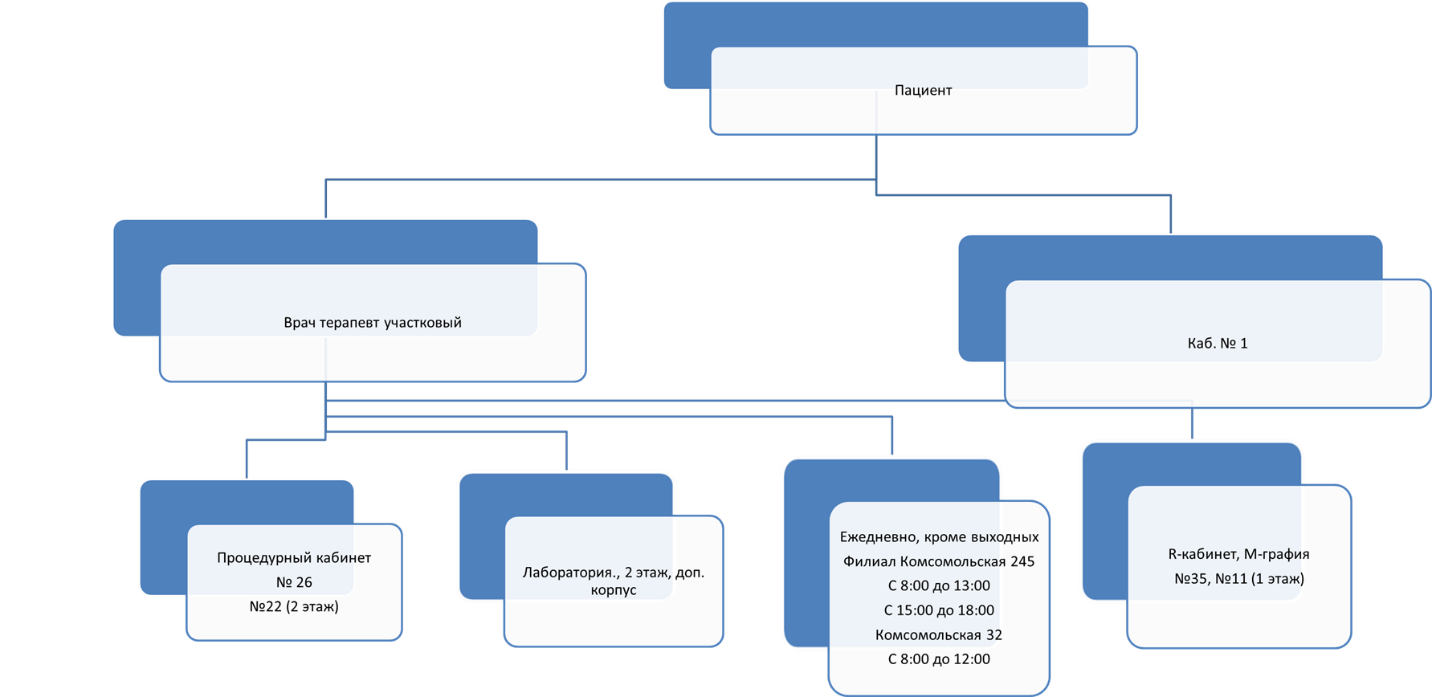 Пациент
Врач терапевт участковый
Каб. № 1
Процедурный кабинет
№ 26
№22 (2 этаж)
Лаборатория., 2 этаж, доп.
корпус
Ежедневно, кроме выходных
Филиал Комсомольская 245
С 8:00 до 13:00
С 15:00 до 18:00
Комсомольская 32
С 8:00 до 12:00
R-кабинет, М-графия
№35, №11 (1 этаж)